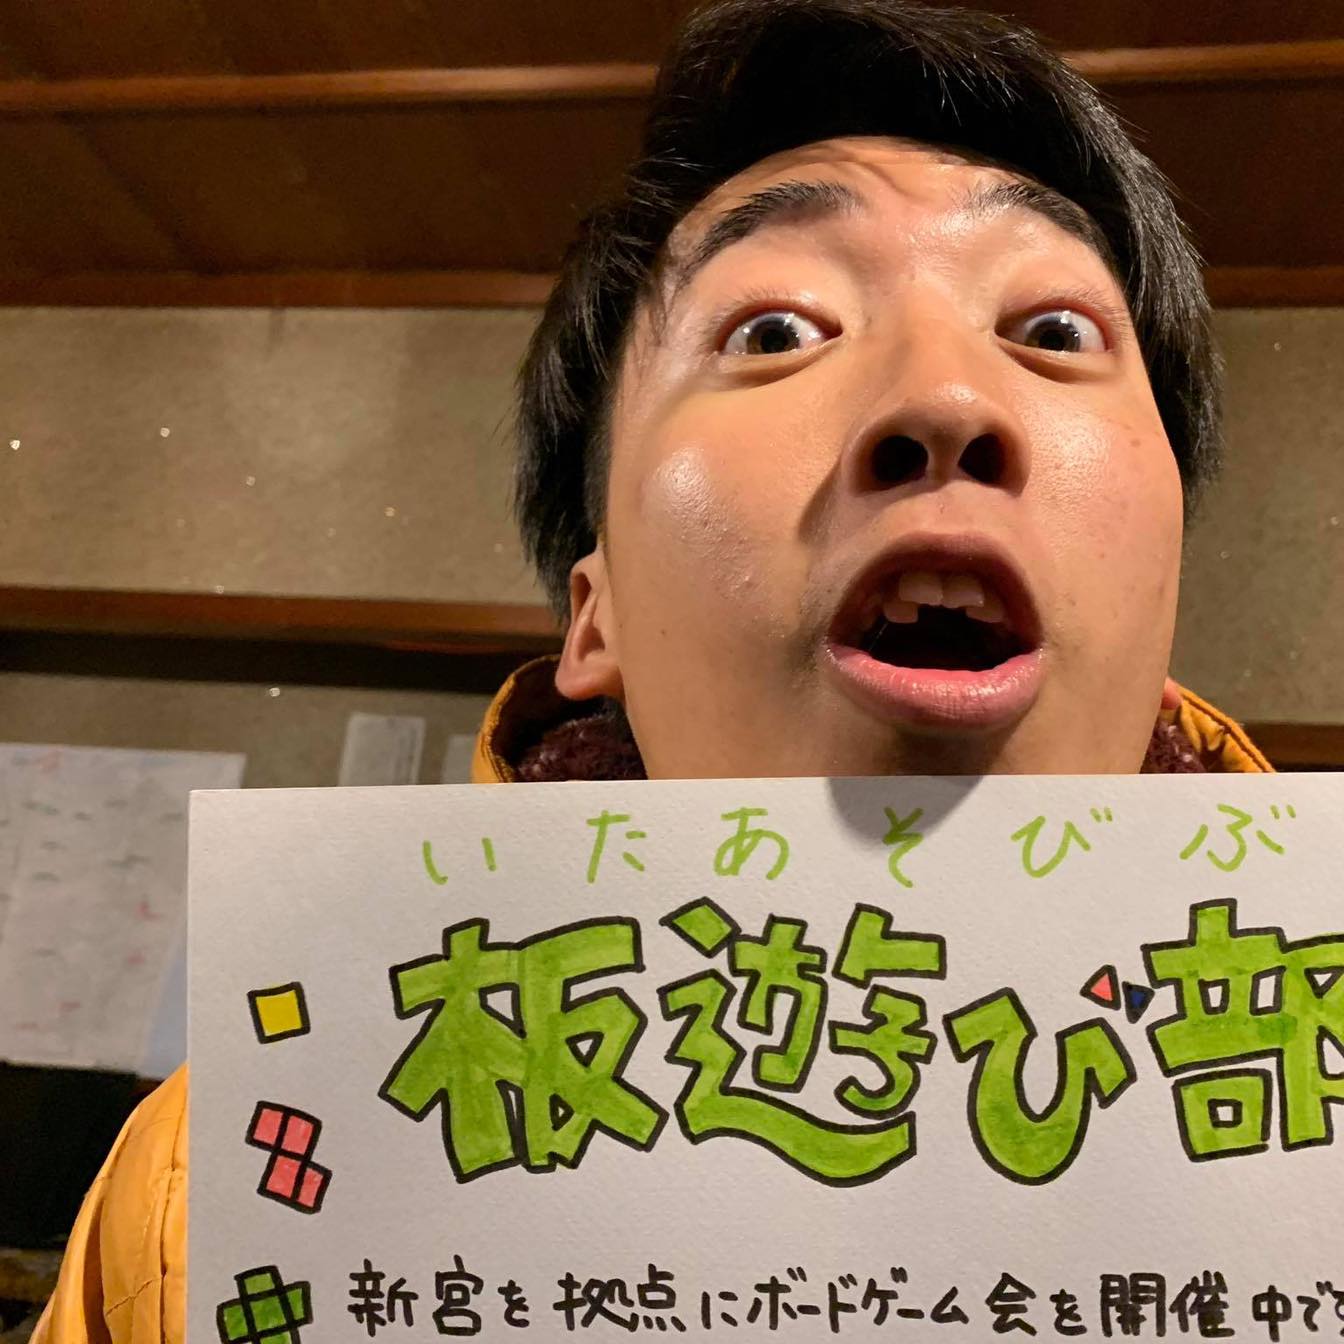 いたあそびぶ
板遊び部
新宮を拠点にボードゲーム会を開催中で